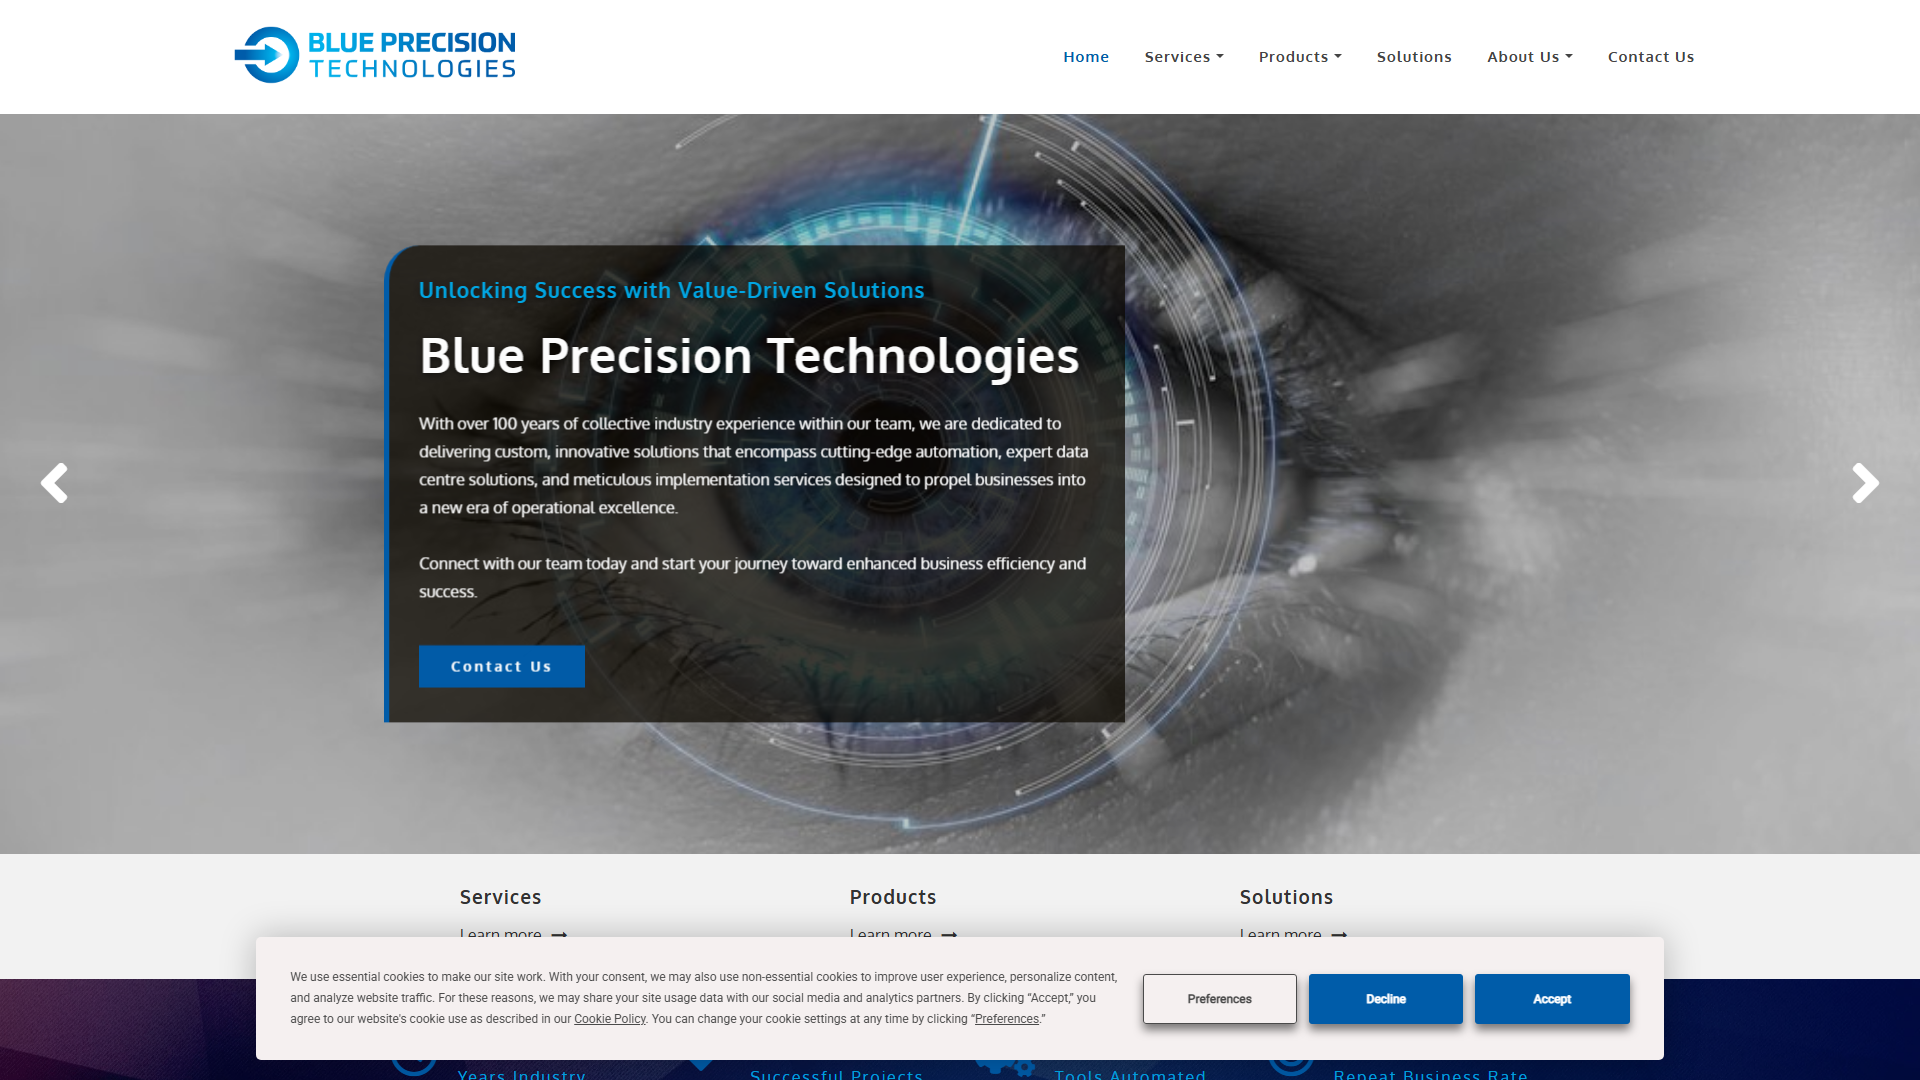 BLUE PRECISION
TECHNOLOGIES
Home
Services
Products
Solutions
About Us
Contact Us
Unlocking Success with Value-Driven Solutions
Blue Precision Technologies
With over 100 years of collective industry experience within our team, we are dedicated to
delivering custom, innovative solutions that encompass cutting-edge automation, expert data
centre solutions, and meticulous implementation services designed to propel businesses into
a new era of operational excellence.
Connect with our team today and start your journey toward enhanced business efficiency and
success.
Contact Us
Services
Products
Solutions
Learn more
Learn more
Learn more
We use essential cookies to make our site work. With your consent, we may also use non-essential cookies to improve user experience, personalize content,
and analyze website traffic. For these reasons, we may share your site usage data with our social media and analytics partners. By clicking “Accept,” you
agree to our website's cookie use as described in our Cookie Policy. You can change your cookie settings at any time by clicking “Preferences.”
Preferences
Decline
Accept
Years Industry
Successful Projects
Tools Automated
Repeat Business Rate